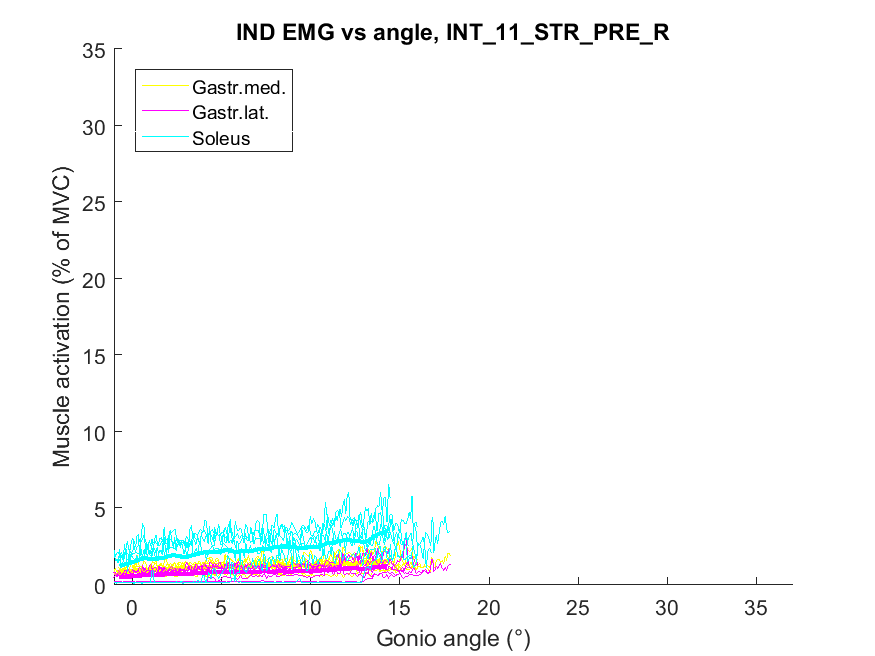 IND EMG vs angle, INT_11_STR_PRE_R
35
30
25
20
15
10
5
0
Muscle activation (% of MVC)
Gastr.med.
Gastr.lat.
Soleus
0 5 10 15 20 25 30 35
Gonio angle (°)